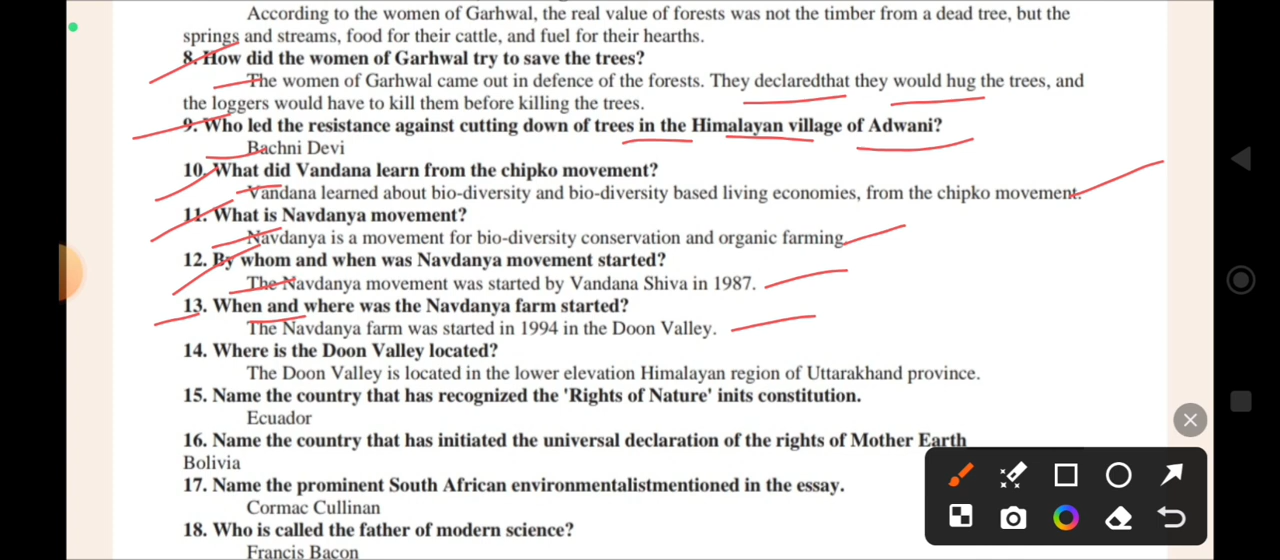 According to the women of Garhwal, the real value of forests was not the timber from a dead tree, but the
springs and streams, food for their cattle, and fuel for their hearths.
8. How did the women of Garhwal try to save the trees?
The women of Garhwal came out in defence of the forests. They declaredthat they would hug the trees, and
the loggers would have to kill them before killing the trees.
9. Who led the resistance against cutting down of trees in the Himalayan village of Adwani?
Bachni Devi
10. What did Vandana learn from the chipko movement?
Vandana learned about bio-diversity and bio-diversity based living economies, from the chipko movement.
11. What is Navdanya movement?
Navdanya is a movement for bio-diversity conservation and organic farming.
12. By whom and when was Navdanya movement started?
The Navdanya movement was started by Vandana Shiva in 1987.
13. When and where was the Navdanya farm started?
The Navdanya farm was started in 1994 in the Doon Valley.
14. Where is the Doon Valley located?
The Doon Valley is located in the lower elevation Himalayan region of Uttarakhand province.
15. Name the country that has recognized the 'Rights of Nature' inits constitution.
Ecuador
16. Name the country that has initiated the universal declaration of the rights of Mother Earth
Bolivia
17. Name the prominent South African environmentalistmentioned in the essay.
Cormac Cullinan
18. Who is called the father of modern science?
Francis Bacon